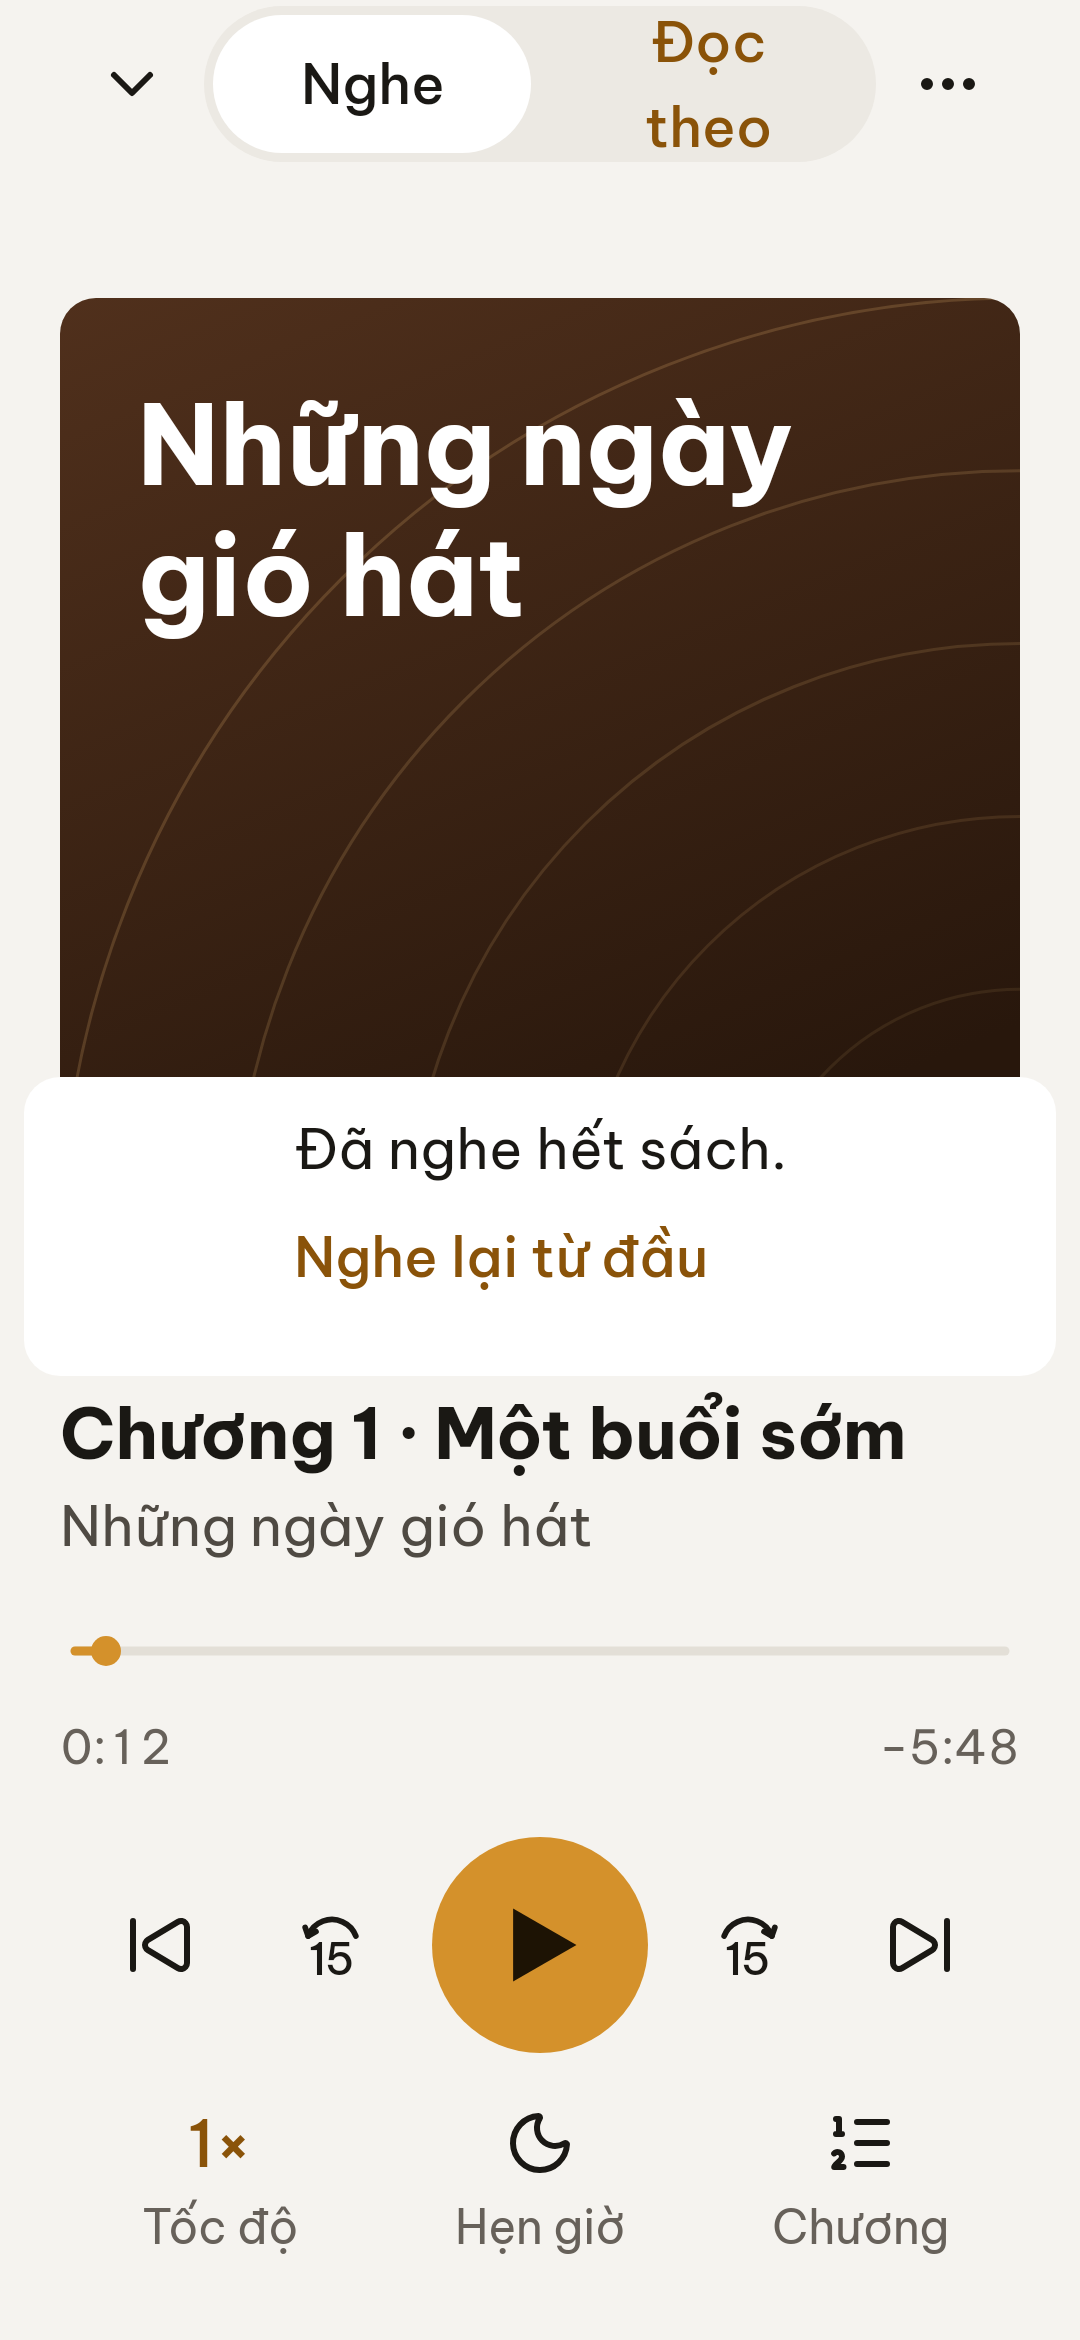 Nghe
Đọc
theo
Những ngày
gió hát
Đã nghe hết sách.
Nghe lại từ đầu
Chương 1 · Một buổi sớm
Những ngày gió hát
0:12
−5:48
15
15
1×
Tốc độ
Hẹn giờ
Chương